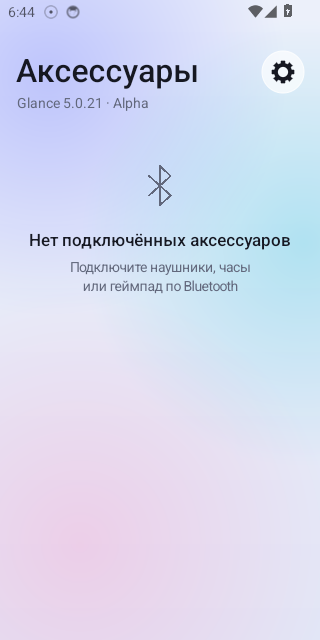 6:44
Аксессуары
Glance 5.0.21 · Alpha
Нет подключённых аксессуаров
Подключите наушники, часы
или геймпад по Bluetooth